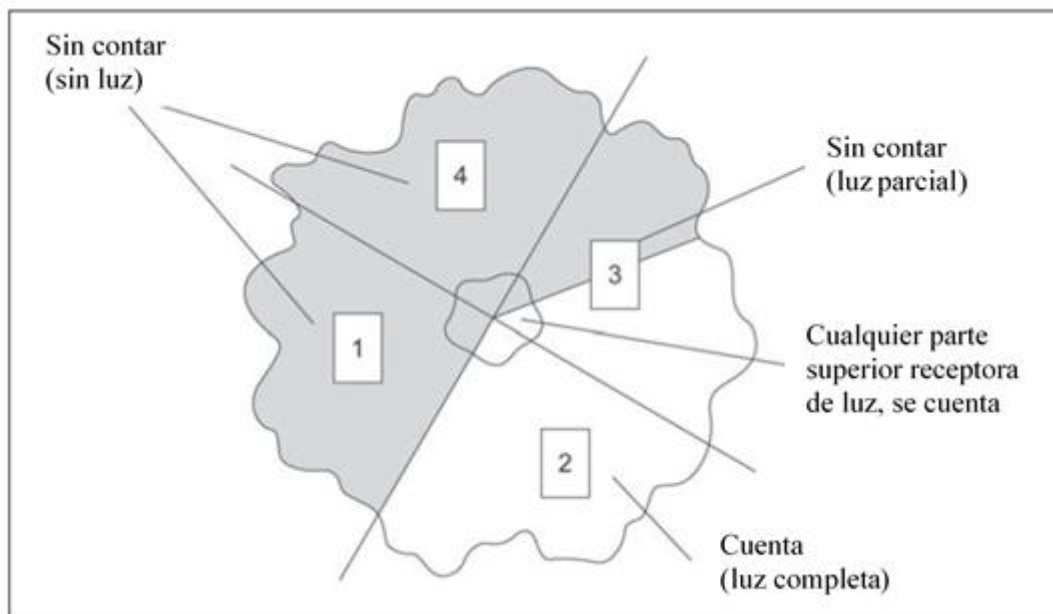 Sin contar
(sin luz)
4
Sin contar
(luz parcial)
3
1
Cualquier parte
superior receptora
de luz, se cuenta
2
Cuenta
(luz completa)